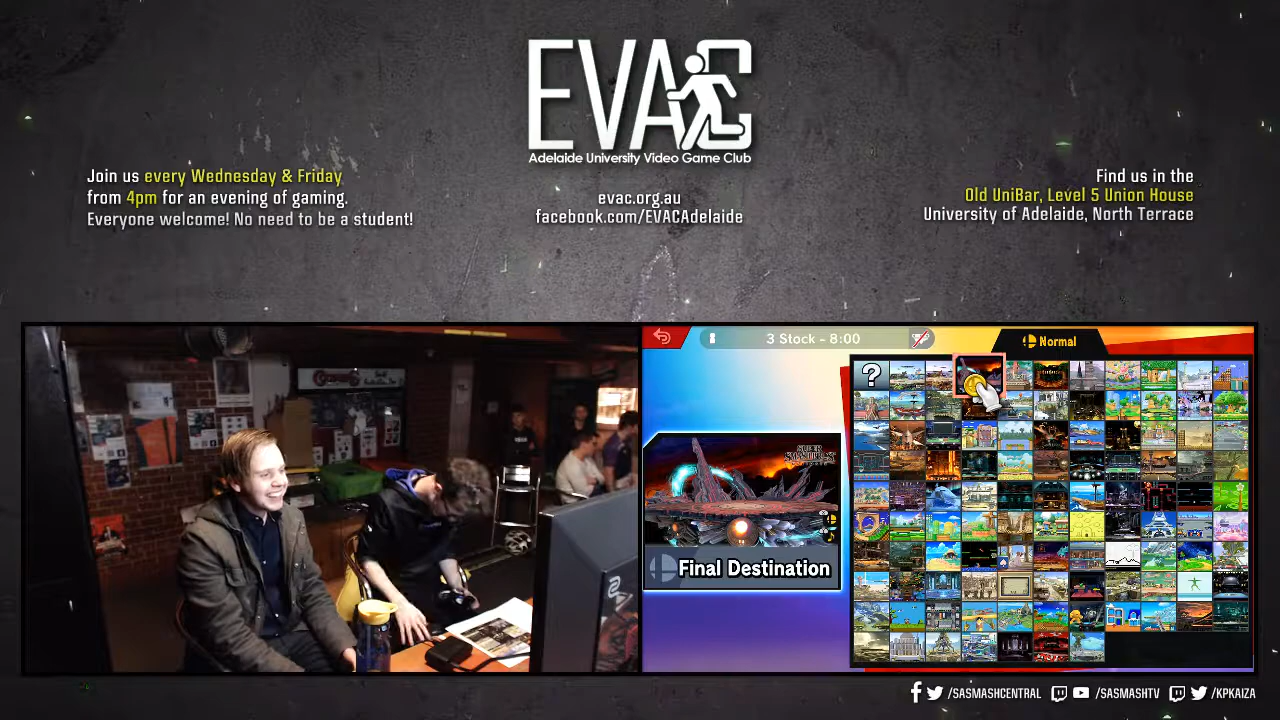 EVAC
Adelaide University Video Game Club
Join us every Wednesday & Friday
from 4pm for an evening of gaming.
Everyone welcome! No need to be a student!
evac.org.au
facebook.com/EVACAdelaide
Find us in the
Old UniBar, Level 5 Union House
University of Adelaide, North Terrace
3 Stock - 8:00
Normal
?
Final Destination
/SASMASHCENTRAL
/SASMASHTV
/KPKAIZA